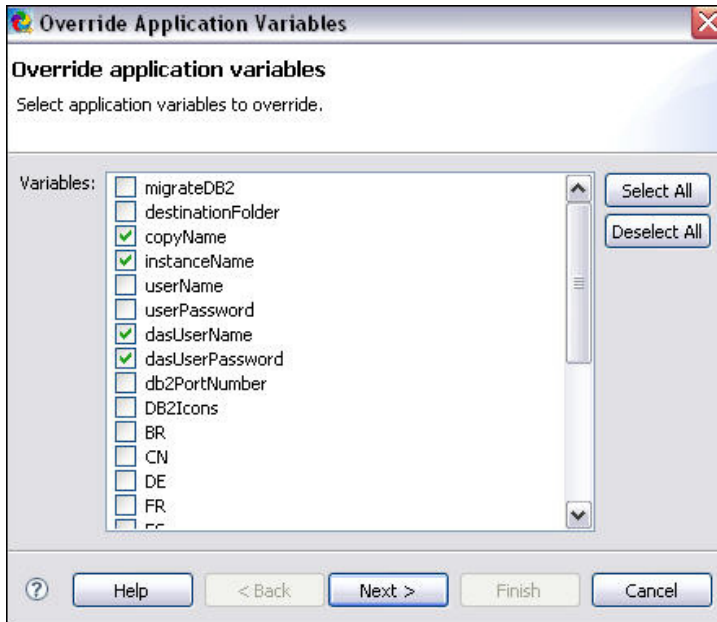 Override Application Variables
Override application variables
Select application variables to override.
Variables:
migrateDB2
destinationFolder
copyName
instanceName
userName
userPassword
dasUserName
dasUserPassword
db2PortNumber
DB2Icons
BR
CN
DE
FR
Select All
Deselect All
?
Help
< Back
Next >
Finish
Cancel